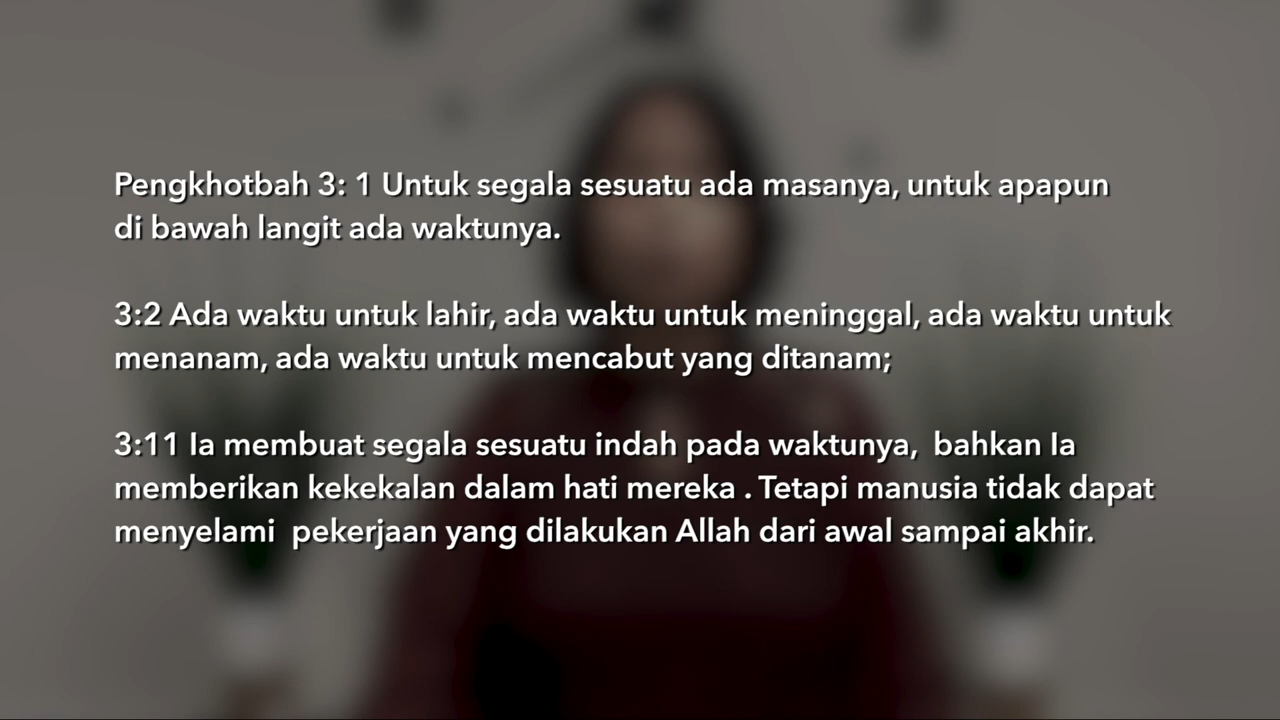 Pengkhotbah 3: 1 Untuk segala sesuatu ada masanya, untuk apapun
di bawah langit ada waktunya.
3:2 Ada waktu untuk lahir, ada waktu untuk meninggal, ada waktu untuk
menanam, ada waktu untuk mencabut yang ditanam;
3:11 Ia membuat segala sesuatu indah pada waktunya,  bahkan Ia
memberikan kekekalan dalam hati mereka . Tetapi manusia tidak dapat
menyelami  pekerjaan yang dilakukan Allah dari awal sampai akhir.